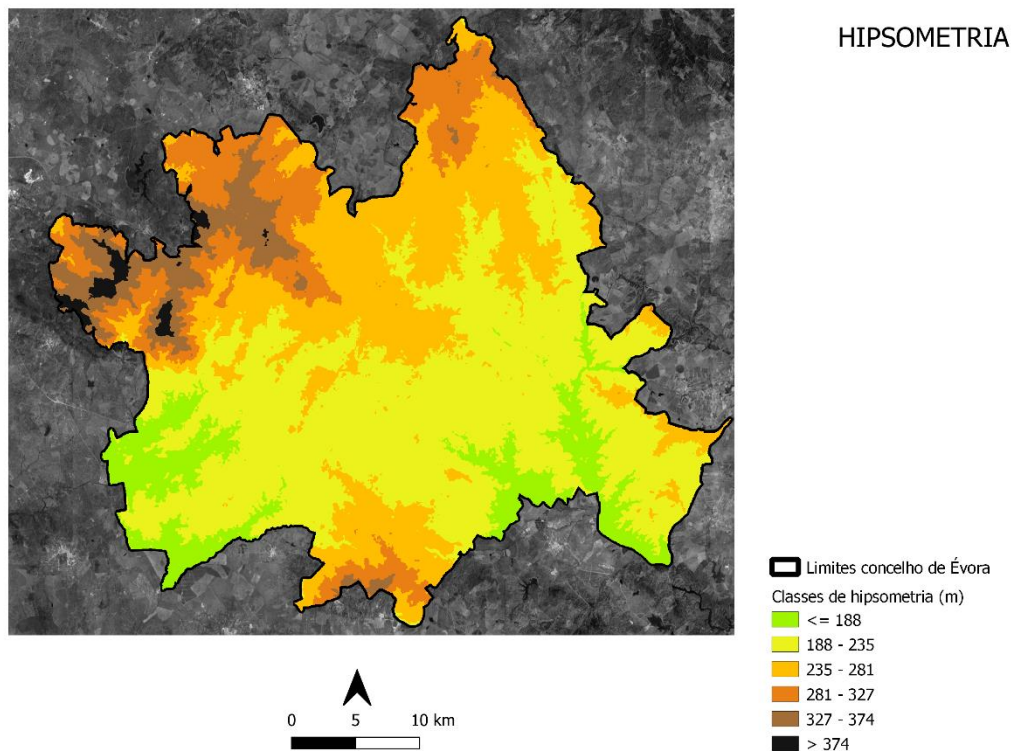 HIPSOMETRIA
Limites concelho de Évora
Classes de hipsometria (m)
<= 188
188 - 235
235 - 281
281 - 327
327 - 374
> 374
0 5 10 km